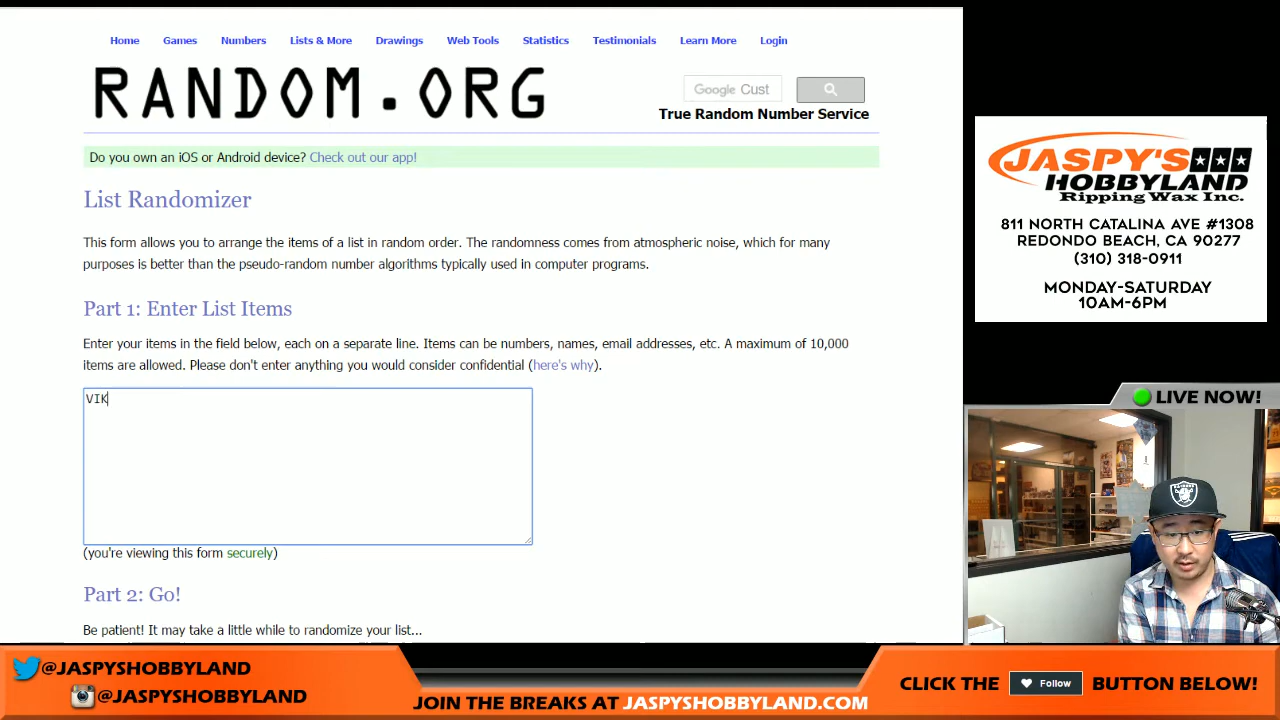 Home Games Numbers Lists & More Drawings Web Tools Statistics Testimonials Learn More Login
RANDOM.ORG
Google Cust
True Random Number Service
Do you own an iOS or Android device? Check out our app!
List Randomizer
This form allows you to arrange the items of a list in random order. The randomness comes from atmospheric noise, which for many
purposes is better than the pseudo-random number algorithms typically used in computer programs.
Part 1: Enter List Items
Enter your items in the field below, each on a separate line. Items can be numbers, names, email addresses, etc. A maximum of 10,000
items are allowed. Please don't enter anything you would consider confidential (here's why).
VIK
(you're viewing this form securely)
Part 2: Go!
Be patient! It may take a little while to randomize your list...
JASPY'S
HOBBYLAND
Ripping Wax Inc.
811 NORTH CATALINA AVE #1308
REDONDO BEACH, CA 90277
(310) 318-0911
MONDAY-SATURDAY
10AM-6PM
LIVE NOW!
@JASPYSHOBBYLAND
@JASPYSHOBBYLAND
JOIN THE BREAKS AT JASPYSHOBBYLAND.COM
CLICK THE Follow BUTTON BELOW!